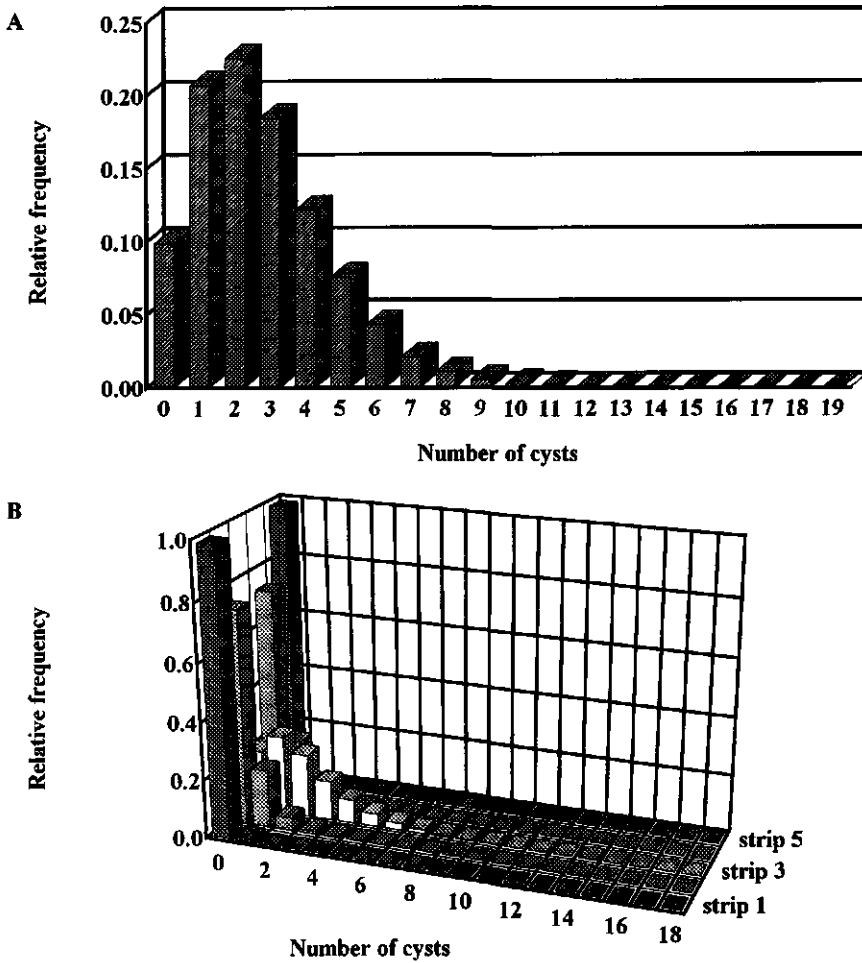 A
Relative frequency
0.25
0.20
0.15
0.10
0.05
0.00
0 1 2 3 4 5 6 7 8 9 10 11 12 13 14 15 16 17 18 19
Number of cysts
B
Relative frequency
1.0
0.8
0.6
0.4
0.2
0.0
0 2 4 6 8 10 12 14 16 18
strip 5
strip 3
strip 1
Number of cysts